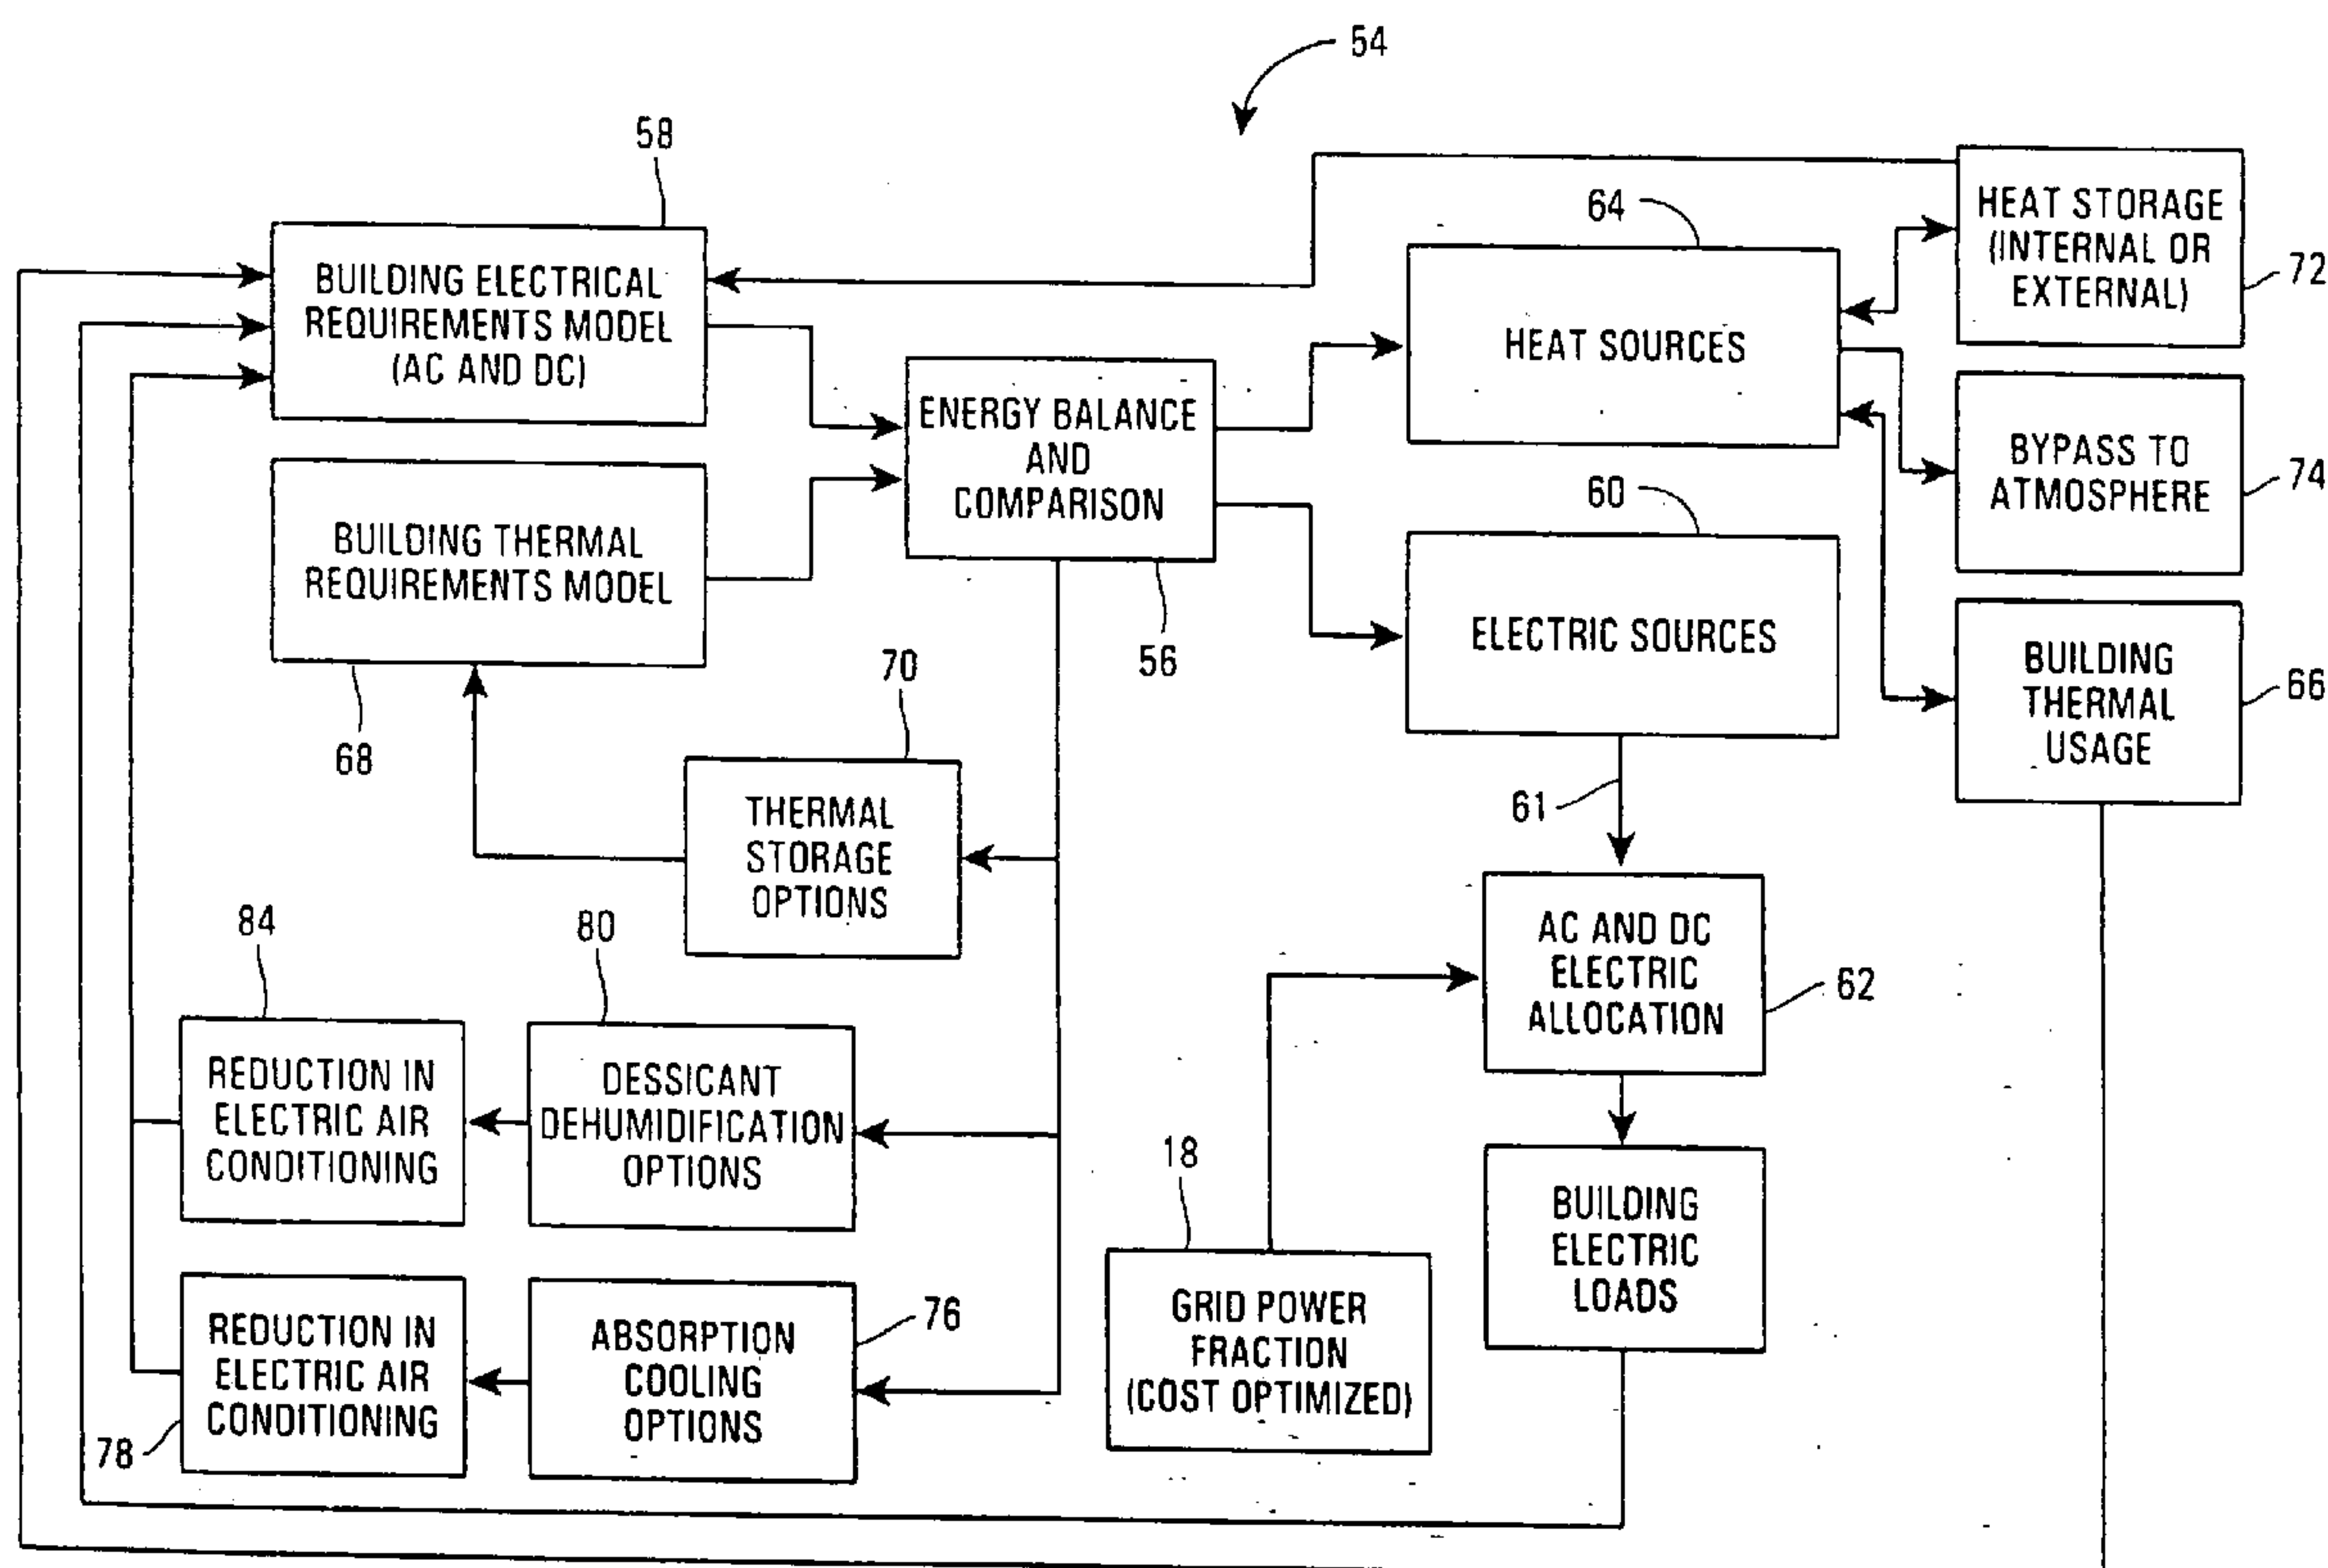 54
58
BUILDING ELECTRICAL
REQUIREMENTS MODEL
(AC AND DC)
64
HEAT SOURCES
HEAT STORAGE
(INTERNAL OR
EXTERNAL)
72
ENERGY BALANCE
AND
COMPARISON
56
BYPASS TO
ATMOSPHERE
74
BUILDING THERMAL
REQUIREMENTS MODEL
68
60
ELECTRIC SOURCES
61
BUILDING
THERMAL
USAGE
66
70
THERMAL
STORAGE
OPTIONS
AC AND DC
ELECTRIC
ALLOCATION
62
84
REDUCTION IN
ELECTRIC AIR
CONDITIONING
80
DESSICANT
DEHUMIDIFICATION
OPTIONS
18
GRID POWER
FRACTION
(COST OPTIMIZED)
BUILDING
ELECTRIC
LOADS
REDUCTION IN
ELECTRIC AIR
CONDITIONING
78
ABSORPTION
COOLING
OPTIONS
76